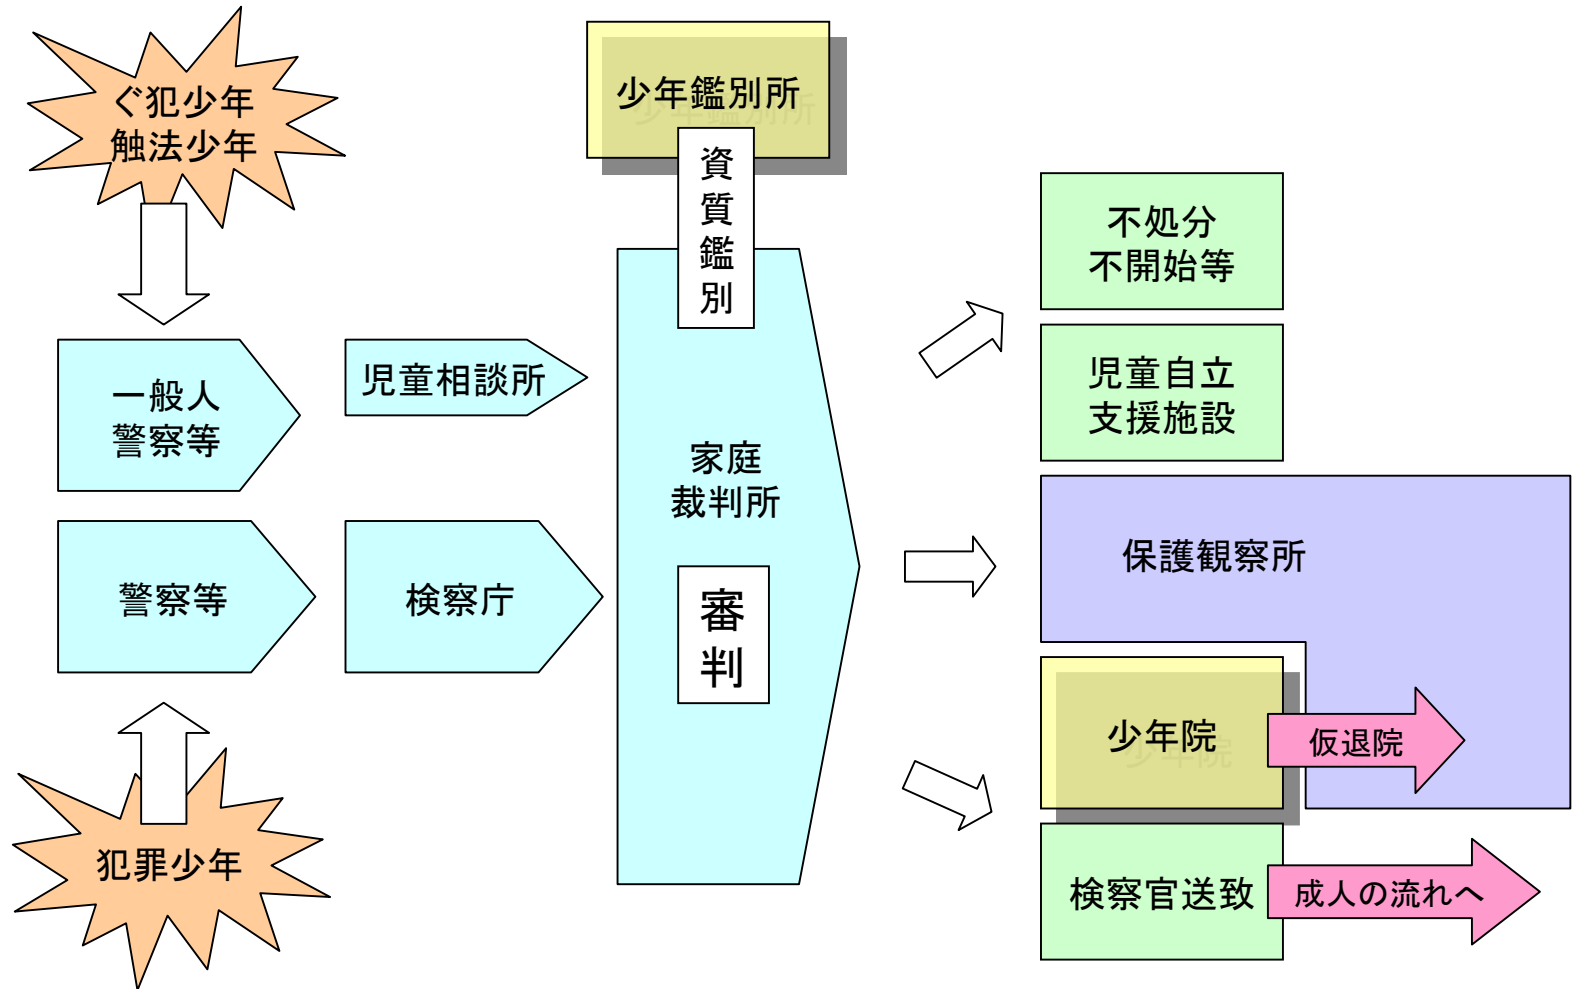 ぐ犯少年
触法少年
一般人
警察等
児童相談所
警察等
検察庁
犯罪少年
少年鑑別所
資質鑑別
家庭
裁判所
審判
不処分
不開始等
児童自立
支援施設
保護観察所
少年院
仮退院
検察官送致
成人の流れへ